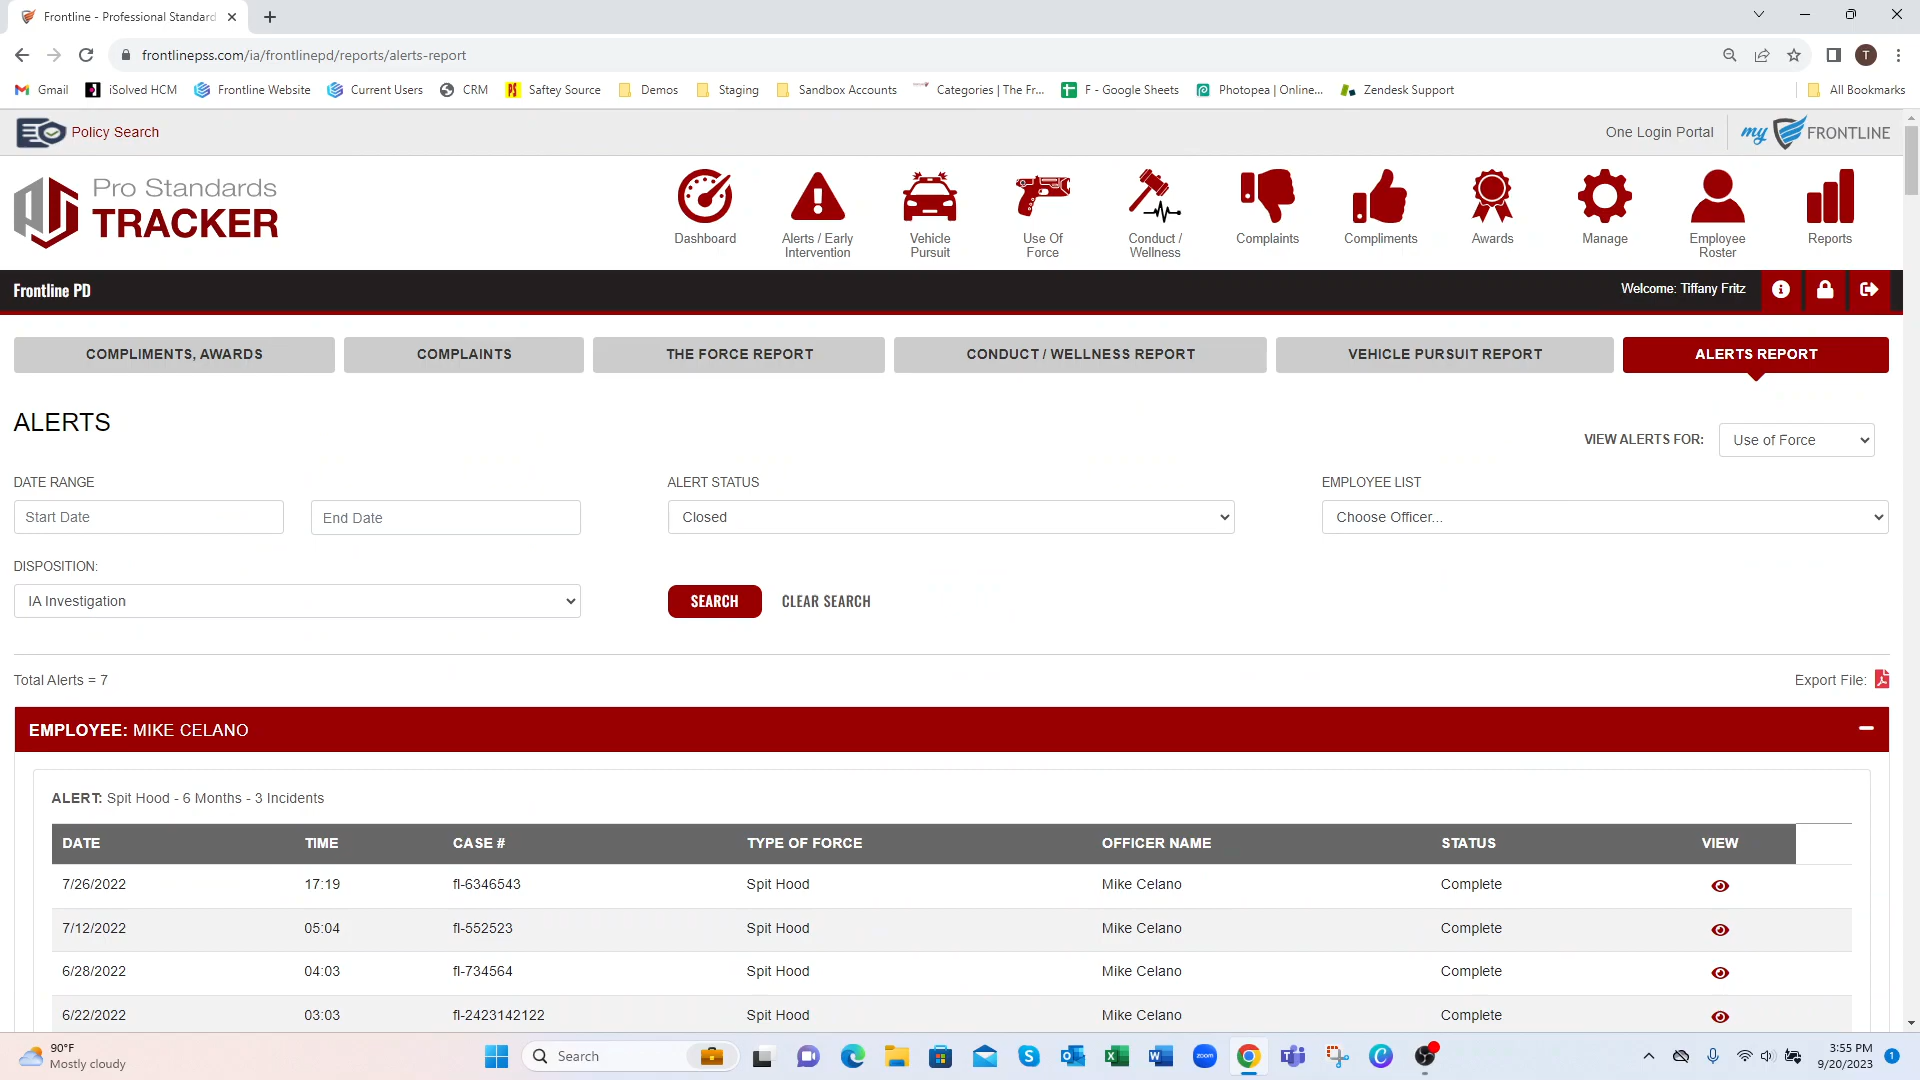 Frontline - Professional Standard
frontlinepss.com/ia/frontlinepd/reports/alerts-report
T
Gmail iSolved HCM Frontline Website Current Users CRM PS Saftey Source Demos Staging Sandbox Accounts Categories | The Fr... F - Google Sheets Photopea | Online... Zendesk Support All Bookmarks
Policy Search One Login Portal my FRONTLINE
Pro Standards
TRACKER
Dashboard
Alerts / Early
Intervention
Vehicle
Pursuit
Use Of
Force
Conduct /
Wellness
Complaints
Compliments
Awards
Manage
Employee
Roster
Reports
Frontline PD Welcome: Tiffany Fritz
COMPLIMENTS, AWARDS COMPLAINTS THE FORCE REPORT CONDUCT / WELLNESS REPORT VEHICLE PURSUIT REPORT ALERTS REPORT
ALERTS
VIEW ALERTS FOR: Use of Force
DATE RANGE ALERT STATUS EMPLOYEE LIST
Start Date End Date Closed Choose Officer...
DISPOSITION:
IA Investigation SEARCH CLEAR SEARCH
Total Alerts = 7 Export File:
EMPLOYEE: MIKE CELANO
ALERT: Spit Hood - 6 Months - 3 Incidents
DATE TIME CASE # TYPE OF FORCE OFFICER NAME STATUS VIEW
7/26/2022 17:19 fl-6346543 Spit Hood Mike Celano Complete
7/12/2022 05:04 fl-552523 Spit Hood Mike Celano Complete
6/28/2022 04:03 fl-734564 Spit Hood Mike Celano Complete
6/22/2022 03:03 fl-2423142122 Spit Hood Mike Celano Complete
90°F
Mostly cloudy
Search
zoom
3:55 PM
9/20/2023
1